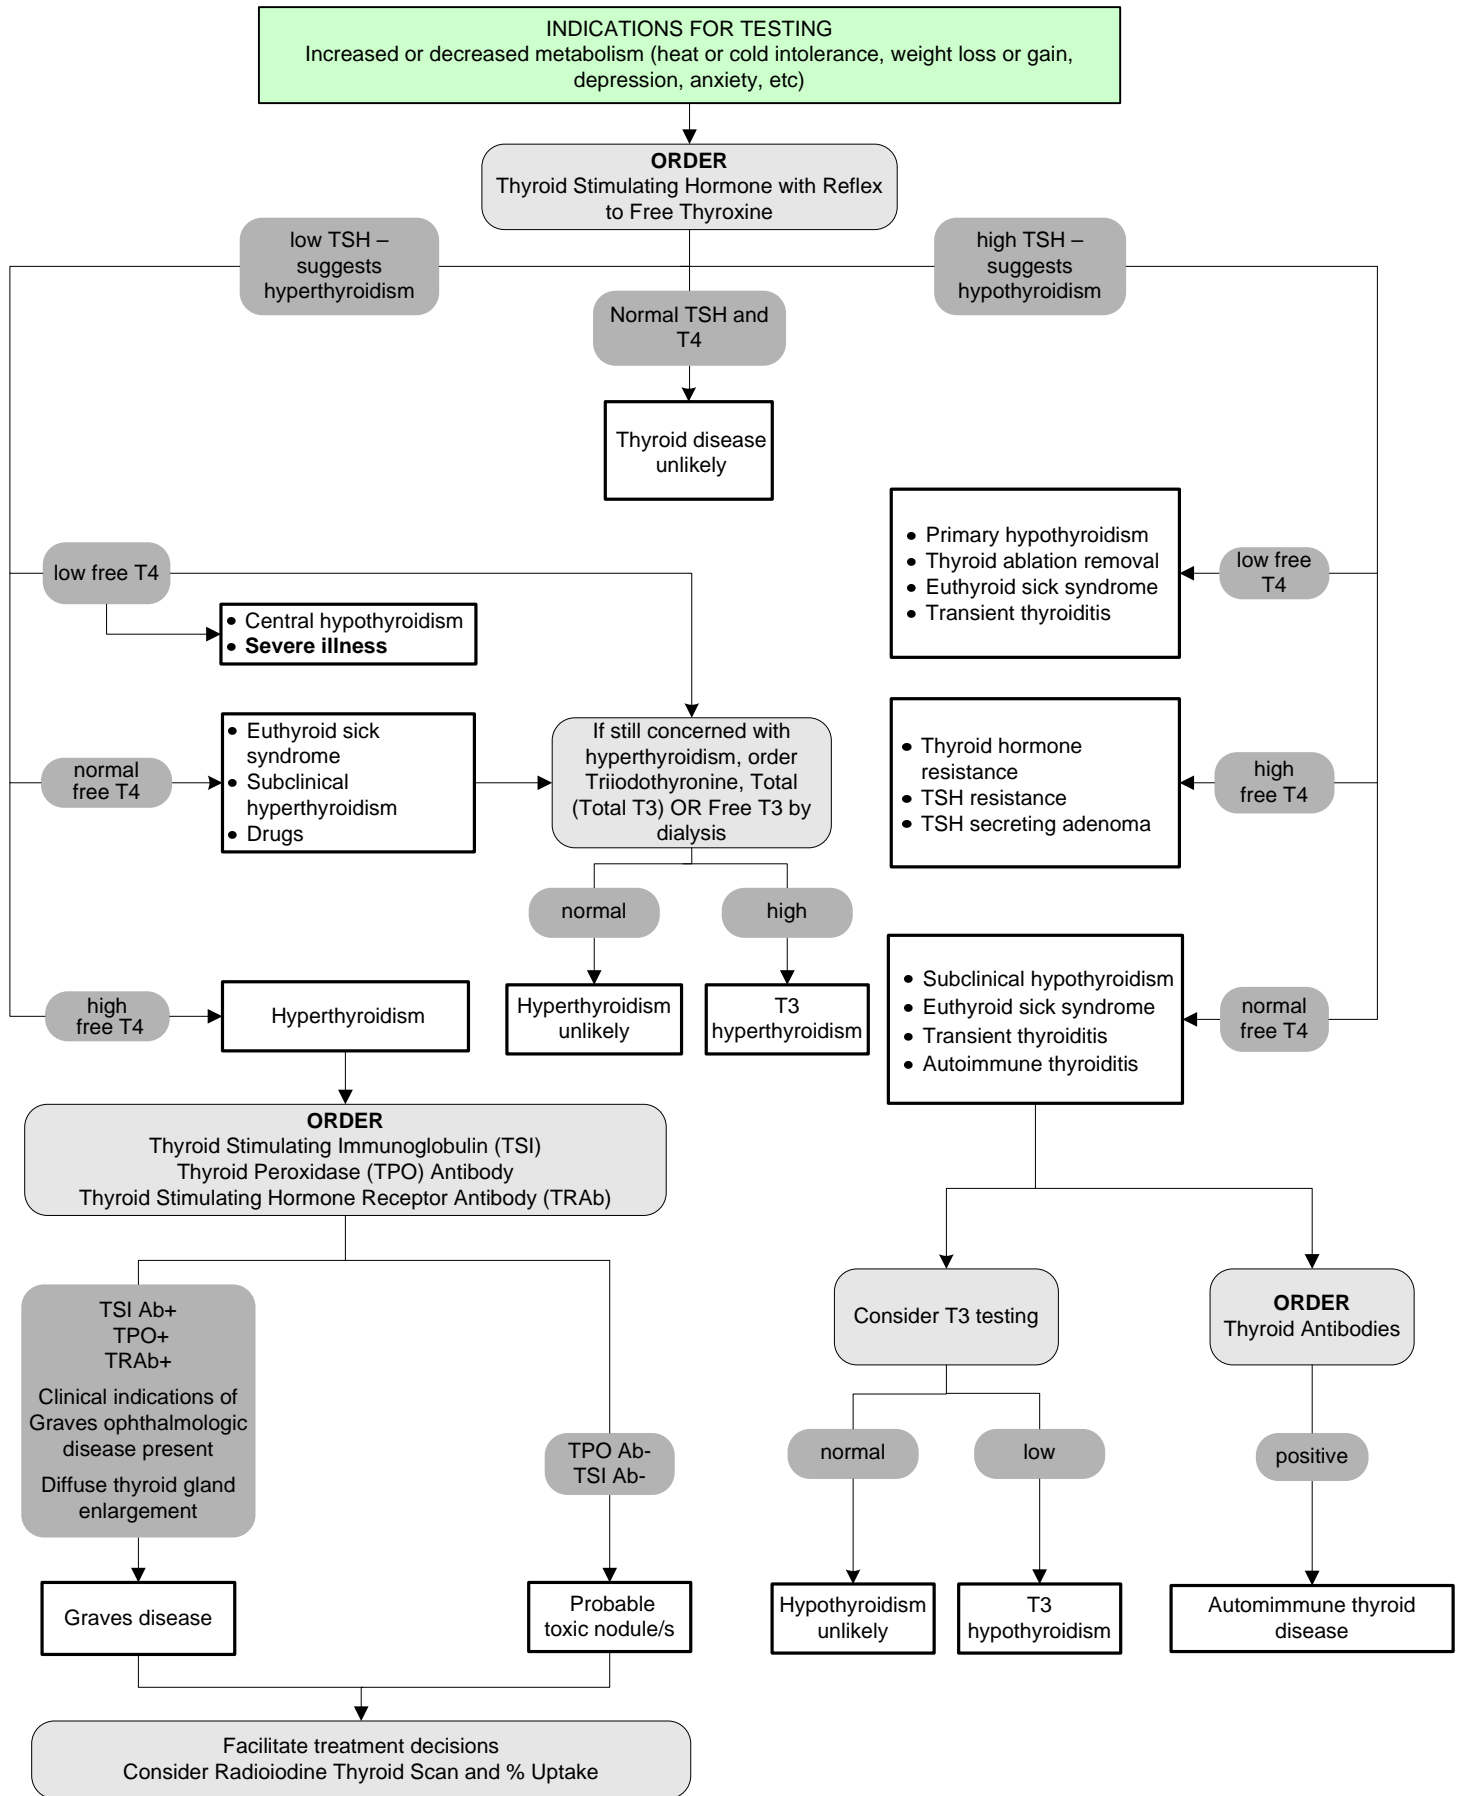 INDICATIONS FOR TESTING
Increased or decreased metabolism (heat or cold intolerance, weight loss or gain,
depression, anxiety, etc)
ORDER
Thyroid Stimulating Hormone with Reflex
to Free Thyroxine
low TSH –
suggests
hyperthyroidism
Normal TSH and
T4
high TSH –
suggests
hypothyroidism
Thyroid disease
unlikely
low free T4
• Central hypothyroidism
• Severe illness
• Primary hypothyroidism
• Thyroid ablation removal
• Euthyroid sick syndrome
• Transient thyroiditis
low free
T4
normal
free T4
• Euthyroid sick
syndrome
• Subclinical
hyperthyroidism
• Drugs
If still concerned with
hyperthyroidism, order
Triiodothyronine, Total
(Total T3) OR Free T3 by
dialysis
• Thyroid hormone
resistance
• TSH resistance
• TSH secreting adenoma
high
free T4
normal
high
high
free T4
Hyperthyroidism
Hyperthyroidism
unlikely
T3
hyperthyroidism
• Subclinical hypothyroidism
• Euthyroid sick syndrome
• Transient thyroiditis
• Autoimmune thyroiditis
normal
free T4
ORDER
Thyroid Stimulating Immunoglobulin (TSI)
Thyroid Peroxidase (TPO) Antibody
Thyroid Stimulating Hormone Receptor Antibody (TRAb)
TSI Ab+
TPO+
TRAb+
Clinical indications of
Graves ophthalmologic
disease present
Diffuse thyroid gland
enlargement
TPO Ab-
TSI Ab-
Consider T3 testing
ORDER
Thyroid Antibodies
normal
low
positive
Graves disease
Probable
toxic nodule/s
Hypothyroidism
unlikely
T3
hypothyroidism
Automimmune thyroid
disease
Facilitate treatment decisions
Consider Radioiodine Thyroid Scan and % Uptake